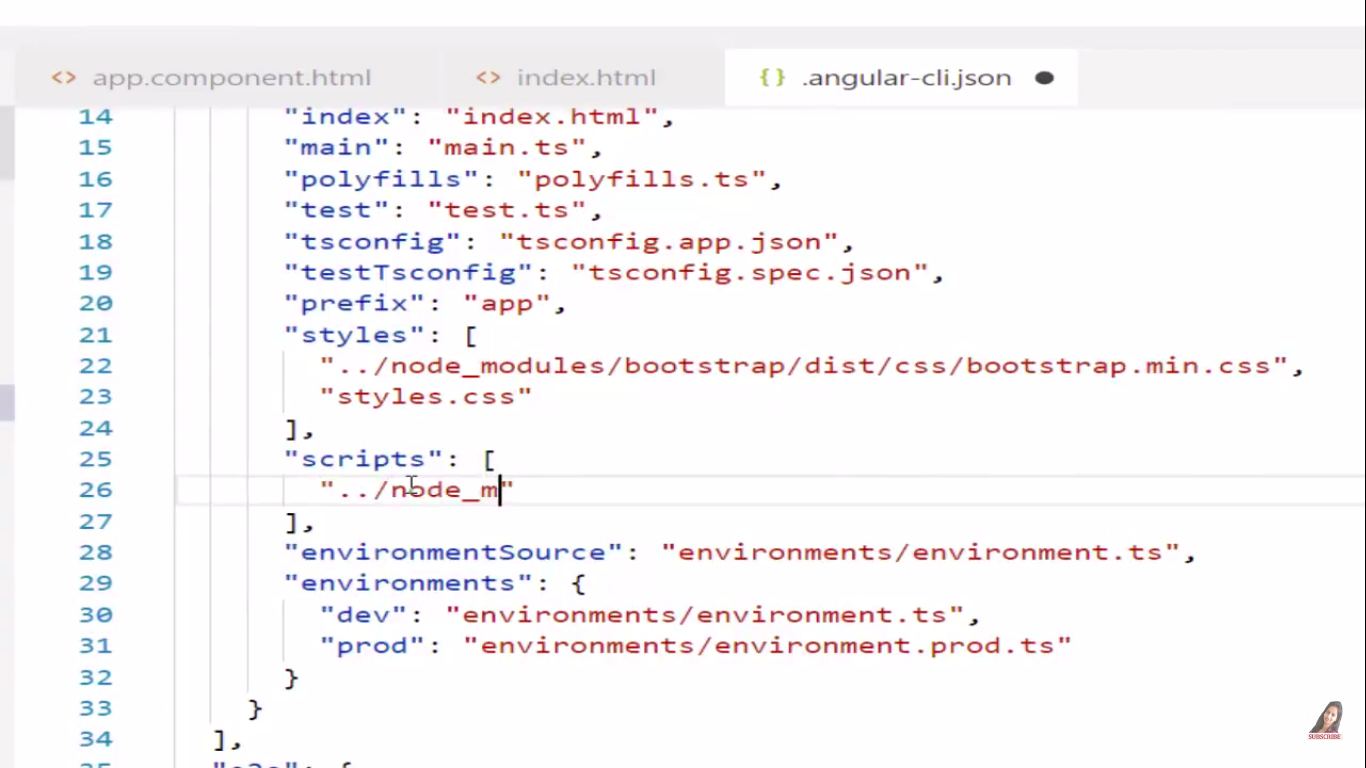 app.component.html index.html .angular-cli.json
14 "index": "index.html",
15 "main": "main.ts",
16 "polyfills": "polyfills.ts",
17 "test": "test.ts",
18 "tsconfig": "tsconfig.app.json",
19 "testTsconfig": "tsconfig.spec.json",
20 "prefix": "app",
21 "styles": [
22 "../node_modules/bootstrap/dist/css/bootstrap.min.css",
23 "styles.css"
24 ],
25 "scripts": [
26 "../node_m"
27 ],
28 "environmentSource": "environments/environment.ts",
29 "environments": {
30 "dev": "environments/environment.ts",
31 "prod": "environments/environment.prod.ts"
32 }
33 }
34 ],
SUBSCRIBE